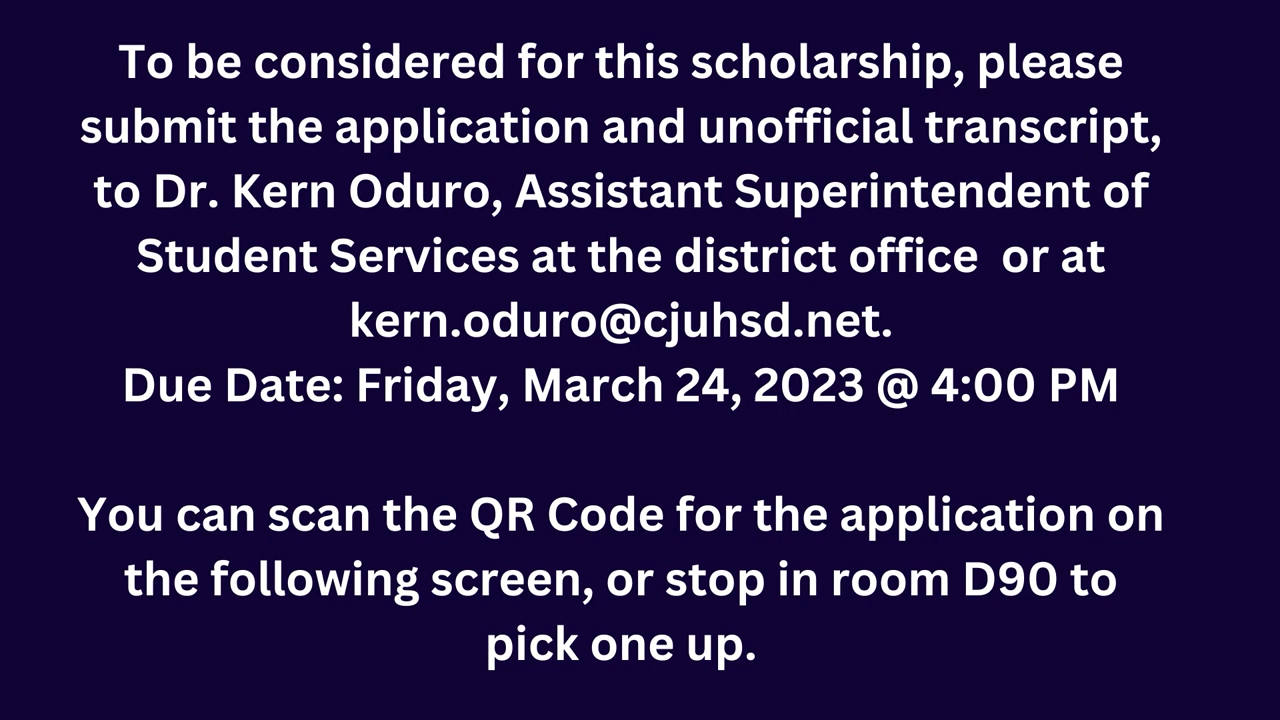 To be considered for this scholarship, please
submit the application and unofficial transcript,
to Dr. Kern Oduro, Assistant Superintendent of
Student Services at the district office  or at
kern.oduro@cjuhsd.net.
Due Date: Friday, March 24, 2023 @ 4:00 PM
You can scan the QR Code for the application on
the following screen, or stop in room D90 to
pick one up.